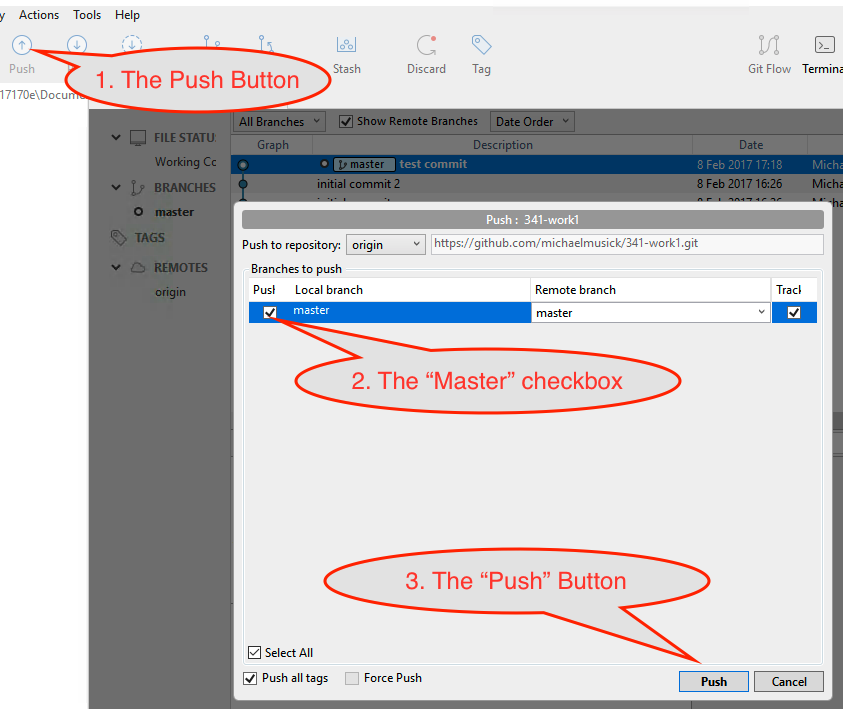 y Actions Tools Help
1. The Push Button
Push Stash Discard Tag Git Flow Termina
17170e\Docume
All Branches Show Remote Branches Date Order
Graph Description Date
FILE STATU
Working Cc
BRANCHES
master
TAGS
REMOTES
origin
master test commit 8 Feb 2017 17:18 Micha
initial commit 2 8 Feb 2017 16:26 Micha
Push : 341-work1
Push to repository: origin https://github.com/michaelmusick/341-work1.git
Branches to push
Push Local branch Remote branch Track
master master
2. The “Master” checkbox
3. The “Push” Button
Select All
Push all tags Force Push
Push Cancel